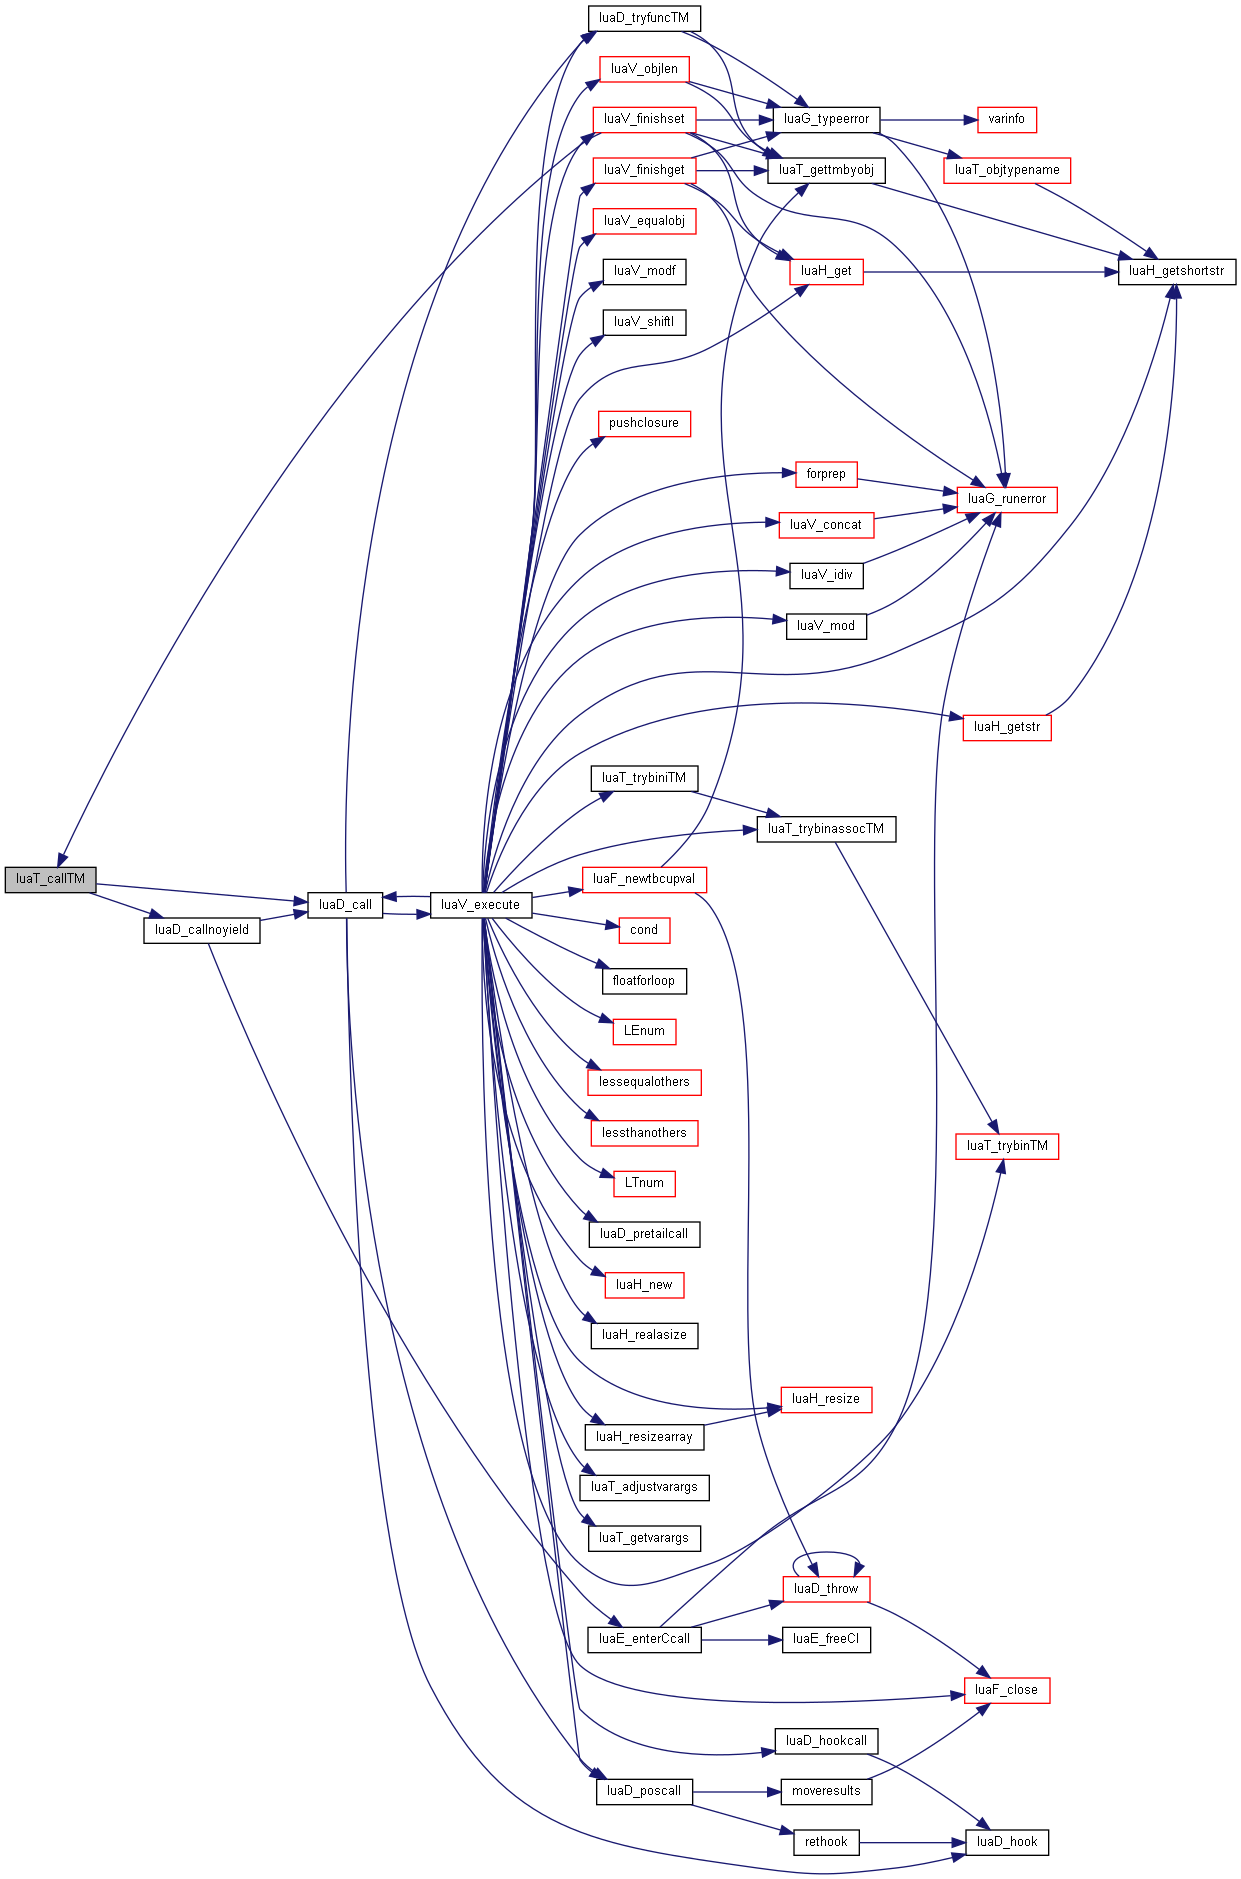 luaD_tryfuncTM
luaV_objlen
luaV_finishset
luaG_typeerror
varinfo
luaV_finishget
luaT_gettmbyobj
luaT_objtypename
luaV_equalobj
luaV_modf
luaH_get
luaH_getshortstr
luaV_shiftl
pushclosure
forprep
luaG_runerror
luaV_concat
luaV_idiv
luaV_mod
luaH_getstr
luaT_trybiniTM
luaT_trybinassocTM
luaT_callTM
luaF_newtbcupval
luaD_call
luaV_execute
luaD_callnoyield
cond
floatforloop
LEnum
lessequalothers
lessthanothers
luaT_trybinTM
LTnum
luaD_pretailcall
luaH_new
luaH_realasize
luaH_resize
luaH_resizearray
luaT_adjustvarargs
luaT_getvarargs
luaD_throw
luaE_enterCcall
luaE_freeCI
luaF_close
luaD_hookcall
luaD_poscall
moveresults
rethook
luaD_hook